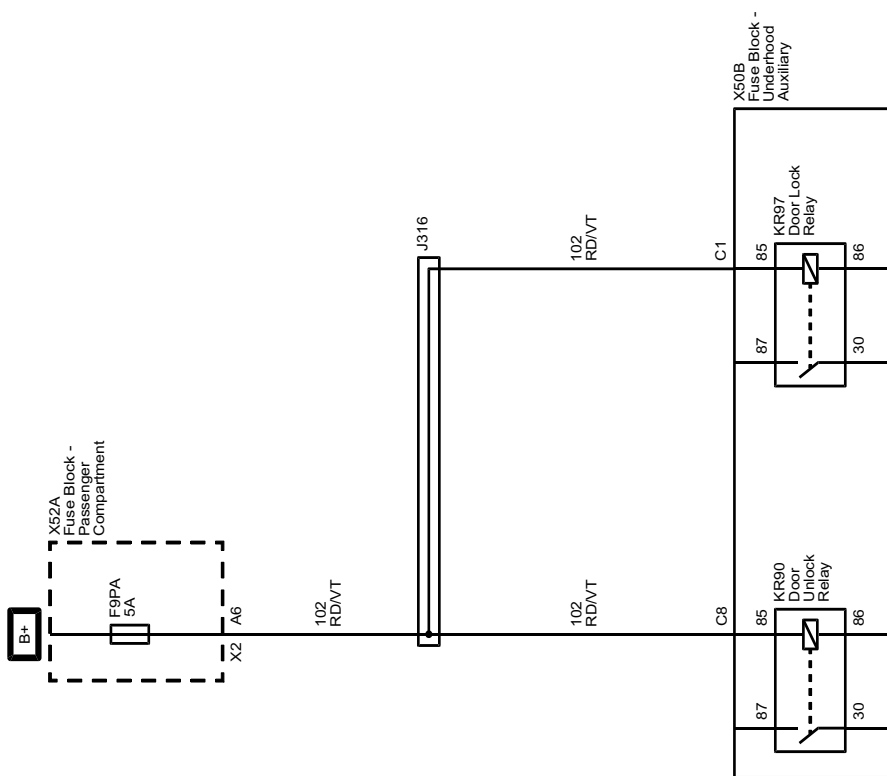 B+
X52A
Fuse Block -
Passenger
Compartment
F9PA
5A
X2
A6
102
RD/VT
J316
102
RD/VT
102
RD/VT
C8
C1
X50B
Fuse Block -
Underhood
Auxiliary
87
85
KR90
Door
Unlock
Relay
30
86
87
85
KR97
Door Lock
Relay
30
86